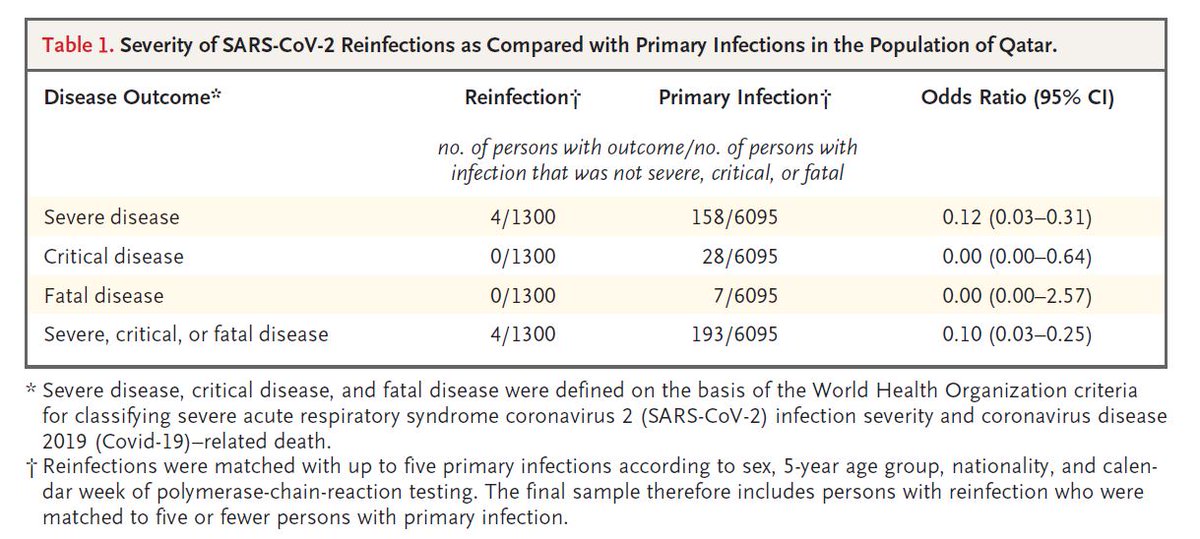 Table 1. Severity of SARS-CoV-2 Reinfections as Compared with Primary Infections in the Population of Qatar.
Disease Outcome* Reinfection† Primary Infection† Odds Ratio (95% CI)
no. of persons with outcome/no. of persons with
infection that was not severe, critical, or fatal
Severe disease 4/1300 158/6095 0.12 (0.03–0.31)
Critical disease 0/1300 28/6095 0.00 (0.00–0.64)
Fatal disease 0/1300 7/6095 0.00 (0.00–2.57)
Severe, critical, or fatal disease 4/1300 193/6095 0.10 (0.03–0.25)
* Severe disease, critical disease, and fatal disease were defined on the basis of the World Health Organization criteria
for classifying severe acute respiratory syndrome coronavirus 2 (SARS-CoV-2) infection severity and coronavirus disease
2019 (Covid-19)–related death.
† Reinfections were matched with up to five primary infections according to sex, 5-year age group, nationality, and calen-
dar week of polymerase-chain-reaction testing. The final sample therefore includes persons with reinfection who were
matched to five or fewer persons with primary infection.